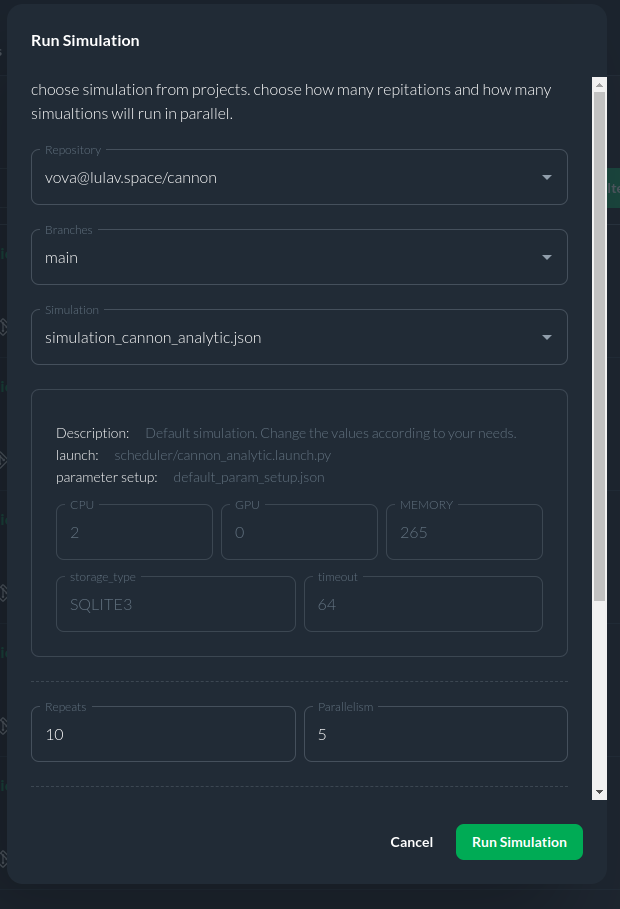 Run Simulation
choose simulation from projects. choose how many repitations and how many
simualtions will run in parallel.
Repository
vova@lulav.space/cannon
Branches
main
Simulation
simulation_cannon_analytic.json
Description: Default simulation. Change the values according to your needs.
launch: scheduler/cannon_analytic.launch.py
parameter setup: default_param_setup.json
CPU GPU MEMORY
2 0 265
storage_type timeout
SQLITE3 64
Repeats Parallelism
10 5
Cancel Run Simulation